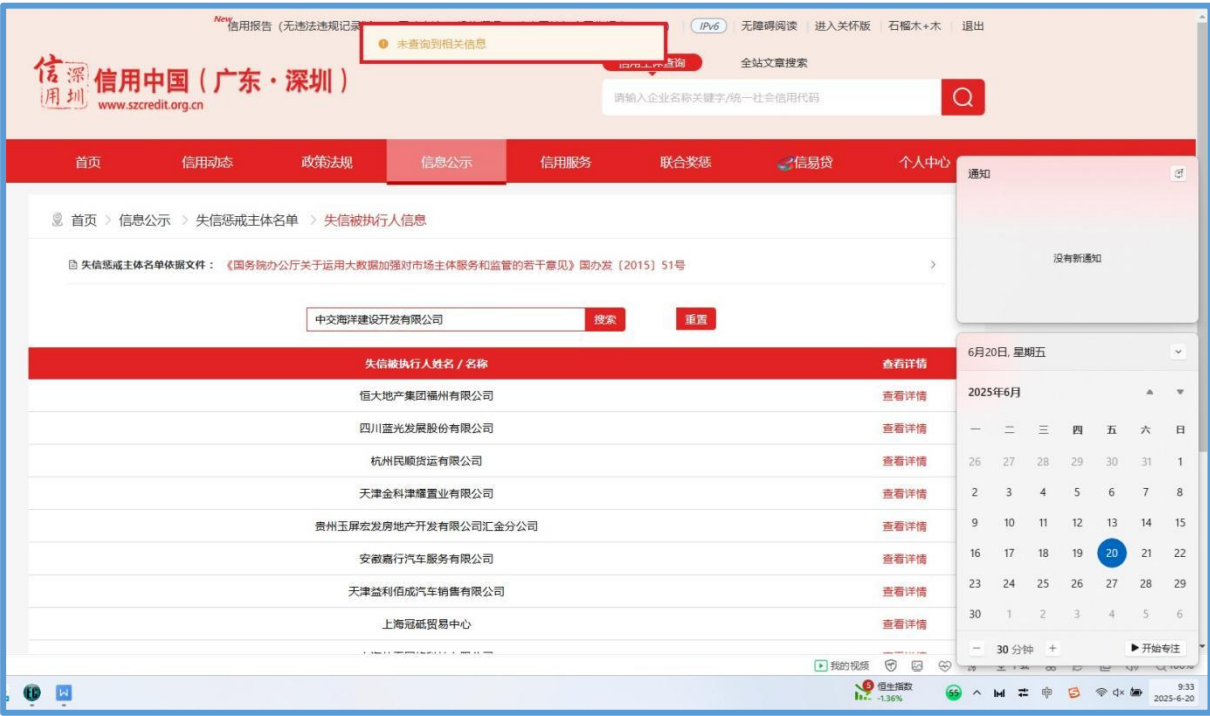 New
信用报告（无违法违规记录
未查询到相关信息
IPv6
无障碍阅读
进入关怀版
石榴木+木
退出
信用
深圳
信用中国（广东·深圳）
www.szcredit.org.cn
全站文章搜索
请输入企业名称关键字/统一社会信用代码
首页
信用动态
政策法规
信息公示
信用服务
联合奖惩
信易贷
个人中心
首页 > 信息公示 > 失信惩戒主体名单 > 失信被执行人信息
失信惩戒主体名单依据文件：《国务院办公厅关于运用大数据加强对市场主体服务和监管的若干意见》国办发〔2015〕51号
中交海洋建设开发有限公司
搜索
重置
失信被执行人姓名 / 名称
查看详情
恒大地产集团福州有限公司
查看详情
四川蓝光发展股份有限公司
查看详情
杭州民顺货运有限公司
查看详情
天津金科津耀置业有限公司
查看详情
贵州玉屏宏发房地产开发有限公司汇金分公司
查看详情
安徽嘉行汽车服务有限公司
查看详情
天津益利佰成汽车销售有限公司
查看详情
上海冠砥贸易中心
查看详情
通知
没有新通知
6月20日, 星期五
2025年6月
一 二 三 四 五 六 日
26 27 28 29 30 31 1
2 3 4 5 6 7 8
9 10 11 12 13 14 15
16 17 18 19 20 21 22
23 24 25 26 27 28 29
30 1 2 3 4 5 6
30 分钟
开始专注
我的视频
恒生指数
-1.36%
55
中
9:33
2025-6-20